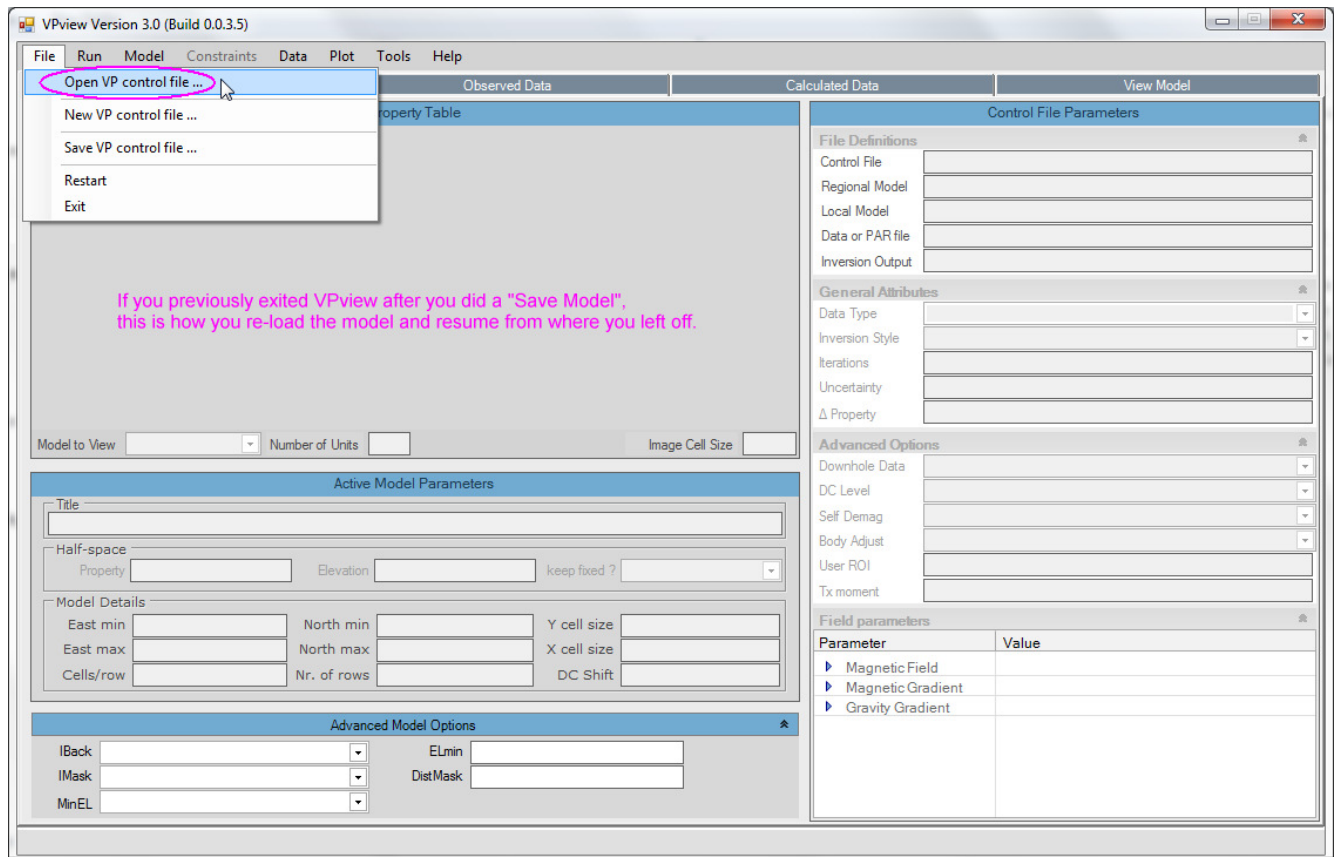 VPview Version 3.0 (Build 0.0.3.5)
File Run Model Constraints Data Plot Tools Help
Open VP control file ...
New VP control file ...
Save VP control file ...
Restart
Exit
Observed Data Calculated Data View Model
roperty Table
If you previously exited VPview after you did a "Save Model",
this is how you re-load the model and resume from where you left off.
Model to View Number of Units Image Cell Size
Active Model Parameters
Title
Half-space
Property Elevation keep fixed ?
Model Details
East min North min Y cell size
East max North max X cell size
Cells/row Nr. of rows DC Shift
Advanced Model Options
IBack ELmin
IMask DistMask
MinEL
Control File Parameters
File Definitions
Control File
Regional Model
Local Model
Data or PAR file
Inversion Output
General Attributes
Data Type
Inversion Style
Iterations
Uncertainty
Δ Property
Advanced Options
Downhole Data
DC Level
Self Demag
Body Adjust
User ROI
Tx moment
Field parameters
Parameter Value
Magnetic Field
Magnetic Gradient
Gravity Gradient